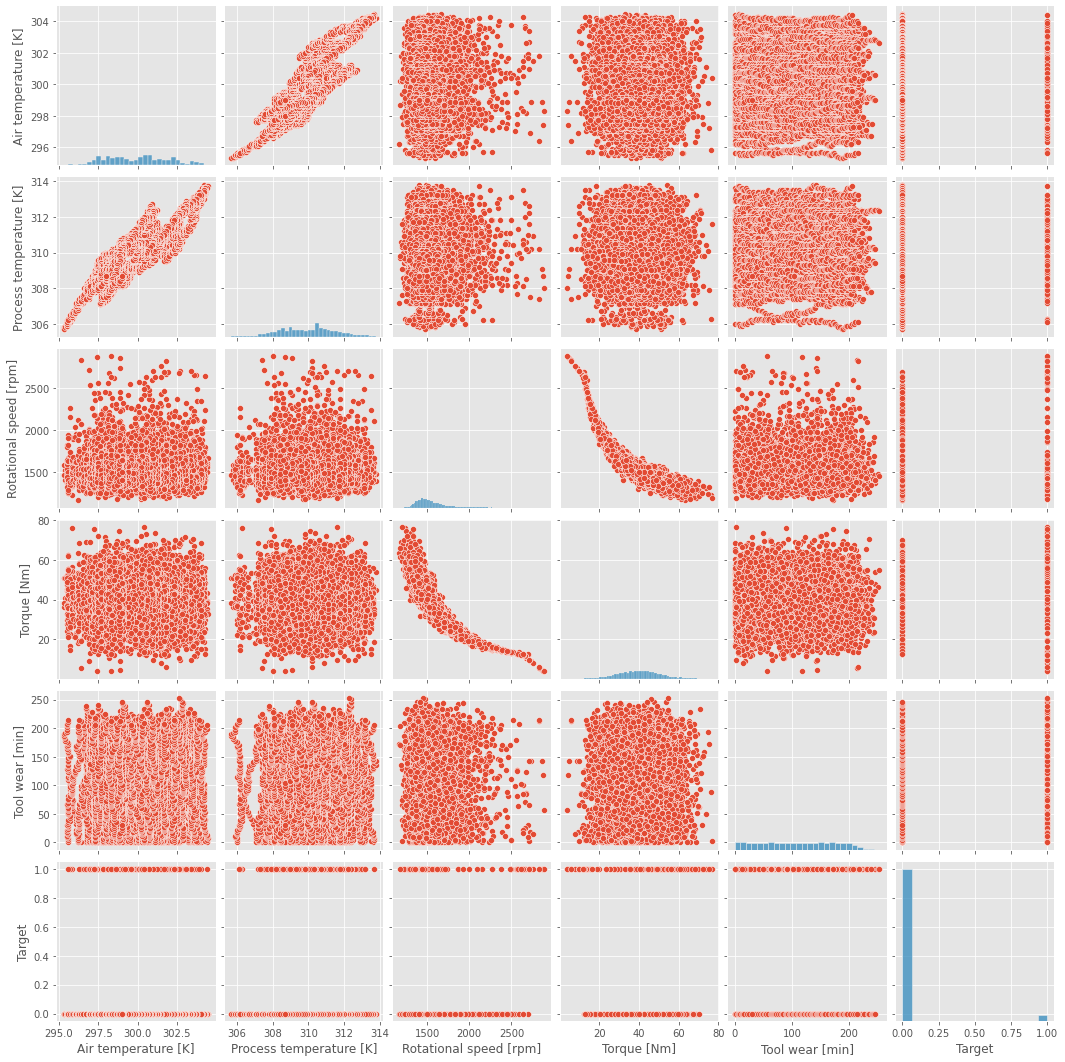 304
302
300
298
296
Air temperature [K]
314
312
310
308
306
Process temperature [K]
2500
2000
1500
Rotational speed [rpm]
80
60
40
20
Torque [Nm]
250
200
150
100
50
0
Tool wear [min]
1.0
0.8
0.6
0.4
0.2
0.0
Target
295.0 297.5 300.0 302.5
306 308 310 312 314
1500 2000 2500
20 40 60 80
0 100 200
0.00 0.25 0.50 0.75 1.00
Air temperature [K]
Process temperature [K]
Rotational speed [rpm]
Torque [Nm]
Tool wear [min]
Target